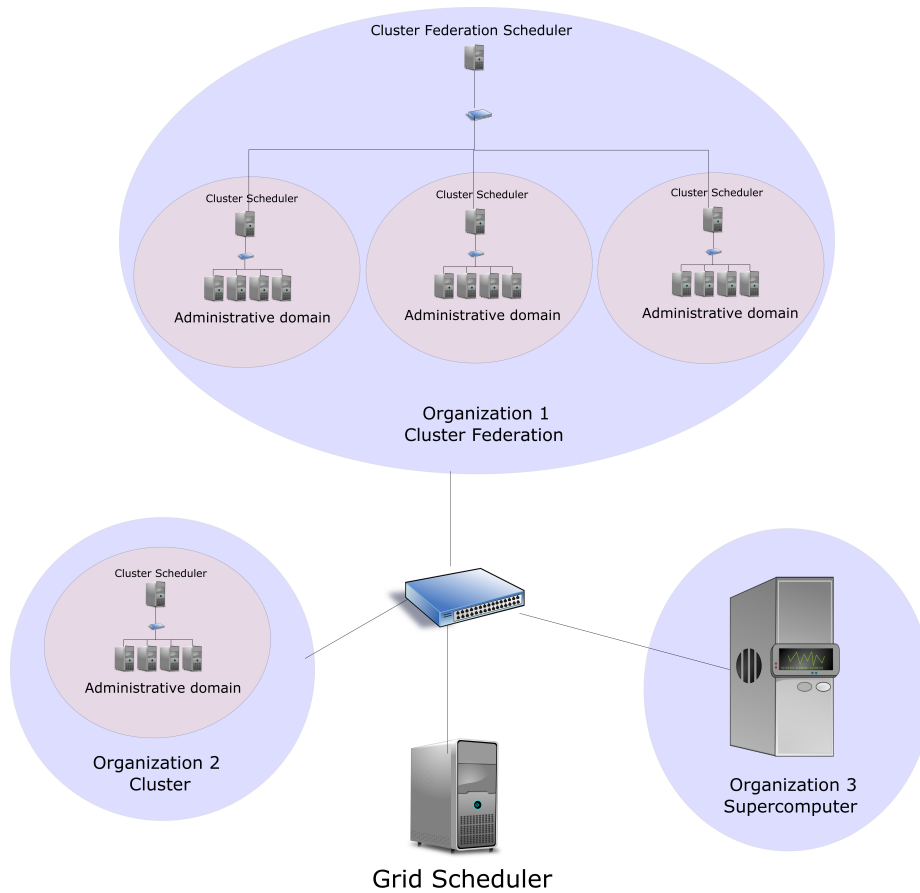 Cluster Federation Scheduler
Cluster Scheduler
Administrative domain
Cluster Scheduler
Administrative domain
Cluster Scheduler
Administrative domain
Organization 1
Cluster Federation
Cluster Scheduler
Administrative domain
Organization 2
Cluster
Organization 3
Supercomputer
Grid Scheduler